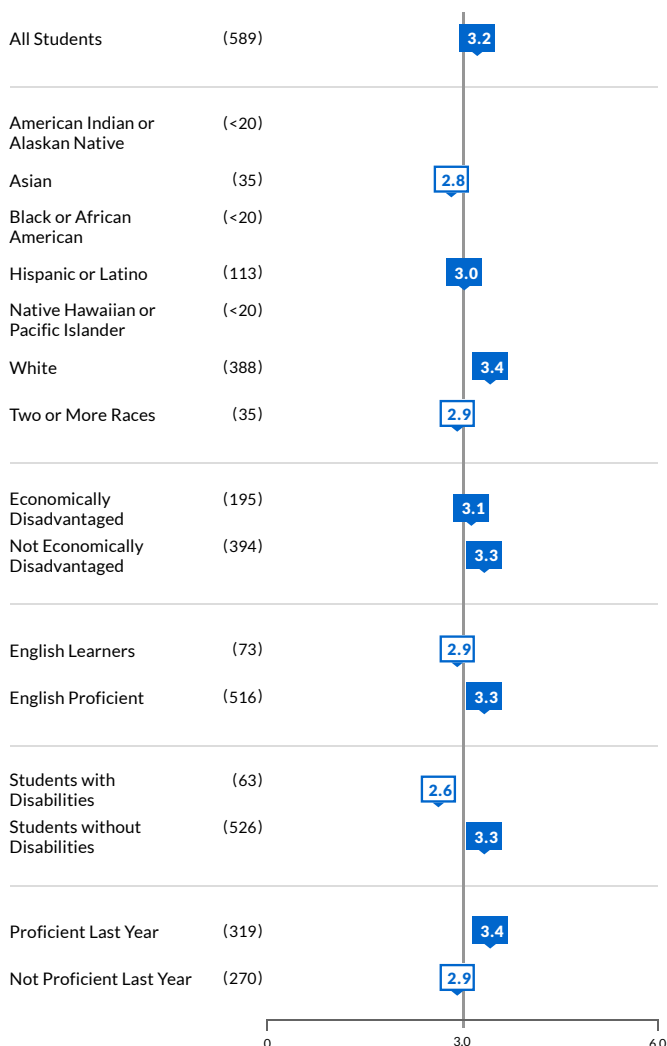 All Students (589) 3.2
American Indian or (<20)
Alaskan Native
Asian (35) 2.8
Black or African (<20)
American
Hispanic or Latino (113) 3.0
Native Hawaiian or (<20)
Pacific Islander
White (388) 3.4
Two or More Races (35) 2.9
Economically (195) 3.1
Disadvantaged
Not Economically (394) 3.3
Disadvantaged
English Learners (73) 2.9
English Proficient (516) 3.3
Students with (63) 2.6
Disabilities
Students without (526) 3.3
Disabilities
Proficient Last Year (319) 3.4
Not Proficient Last Year (270) 2.9
0 3.0 6.0